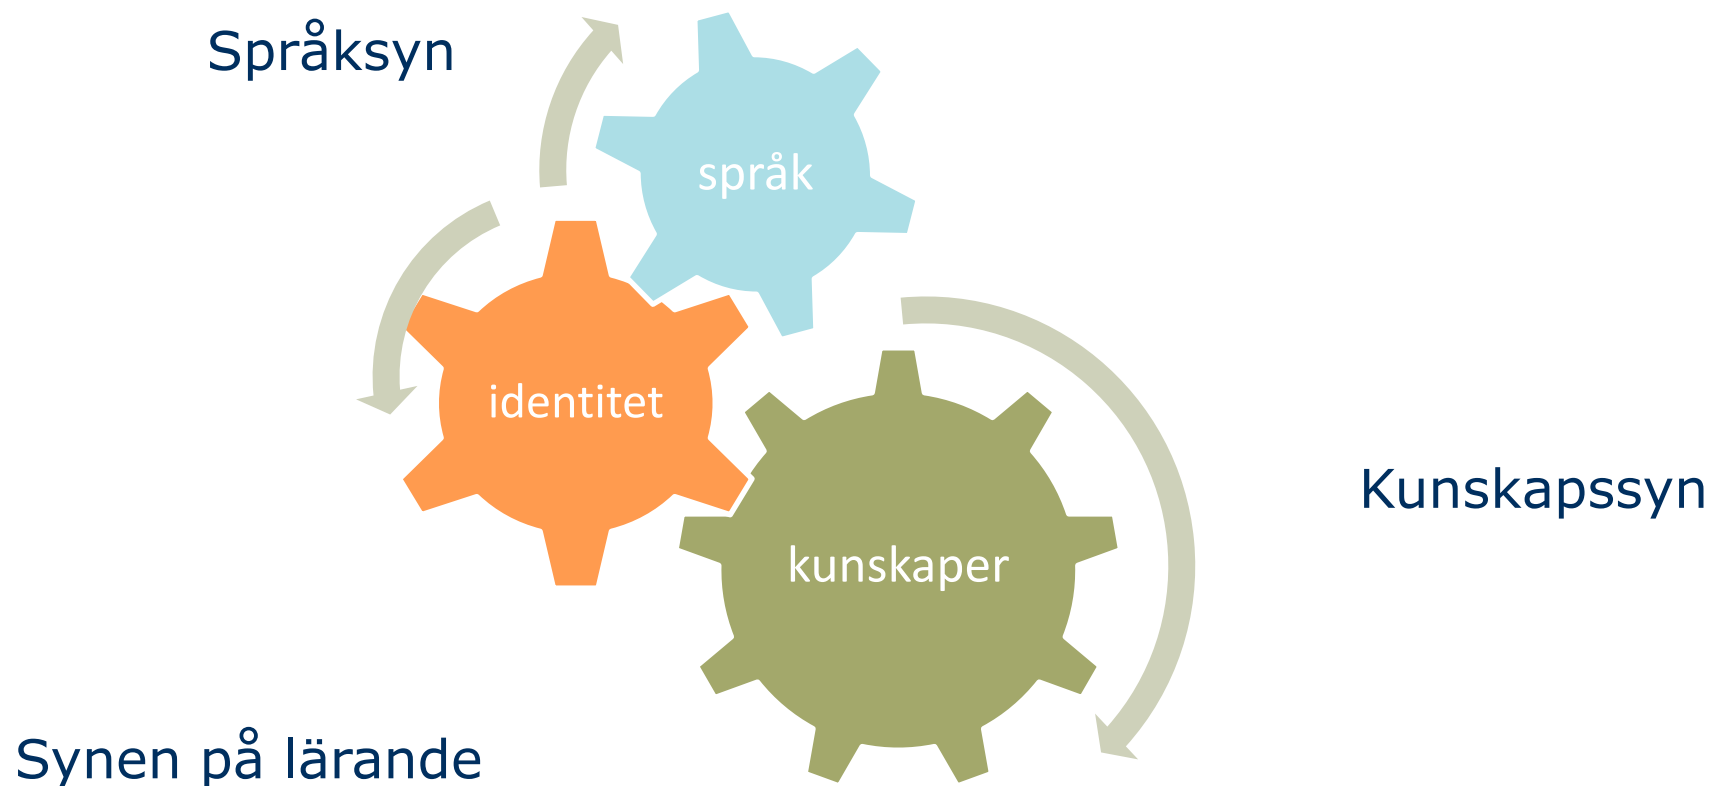 Språksyn
språk
identitet
Kunskapssyn
kunskaper
Synen på lärande